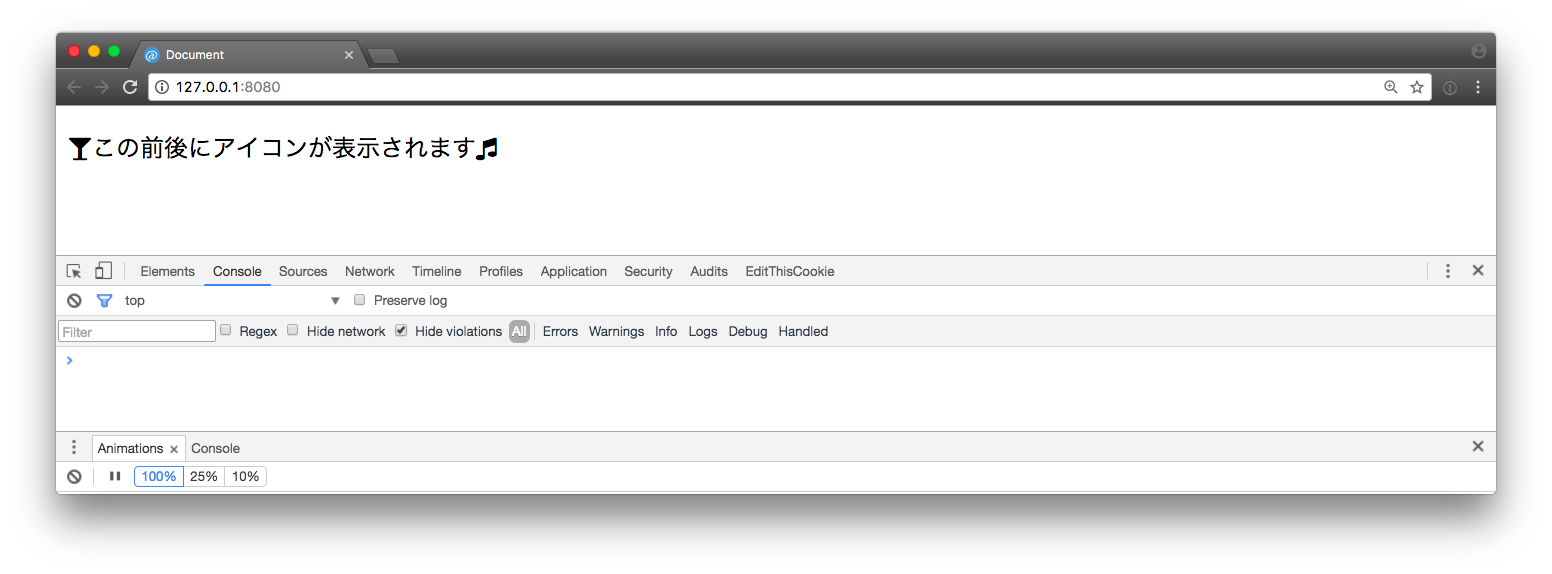 Document
127.0.0.1:8080
この前後にアイコンが表示されます
Elements Console Sources Network Timeline Profiles Application Security Audits EditThisCookie
top Preserve log
Filter Regex Hide network Hide violations All Errors Warnings Info Logs Debug Handled
Animations Console
100% 25% 10%